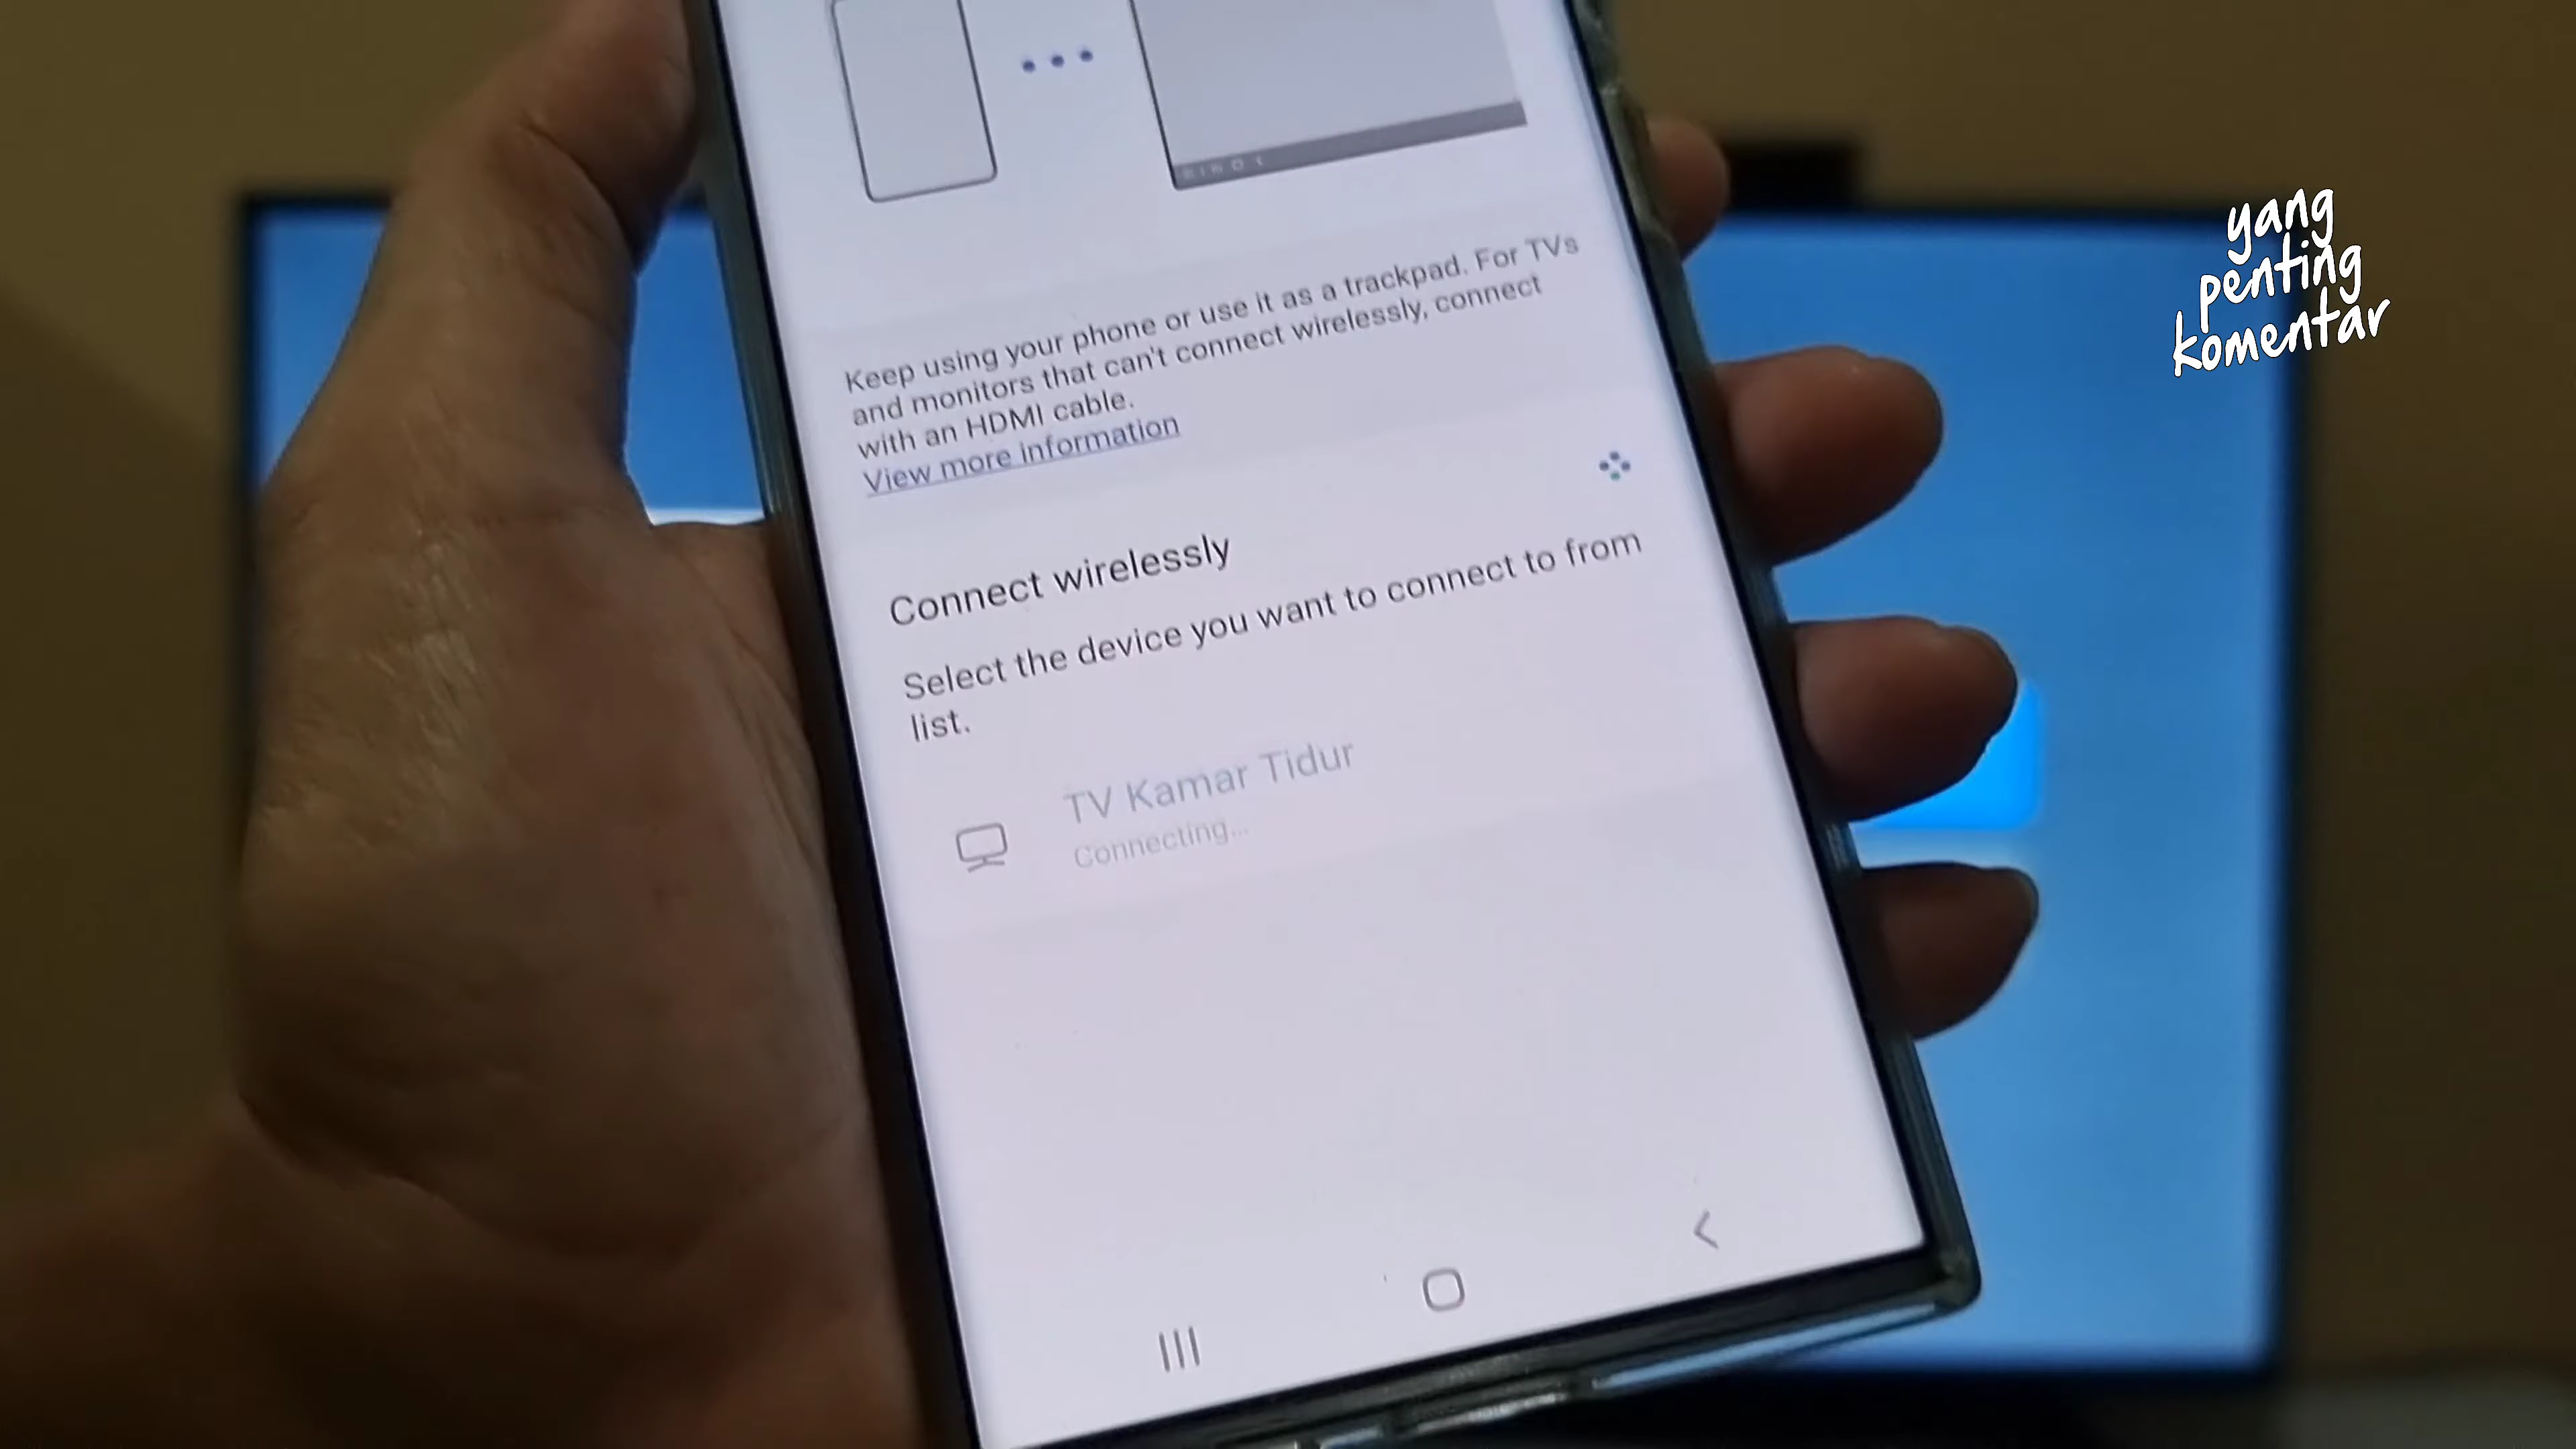 Keep using your phone or use it as a trackpad. For TVs
and monitors that can't connect wirelessly, connect
with an HDMI cable.
View more information
Connect wirelessly
Select the device you want to connect to from
list.
TV Kamar Tidur
Connecting...
yang
penting
komentar